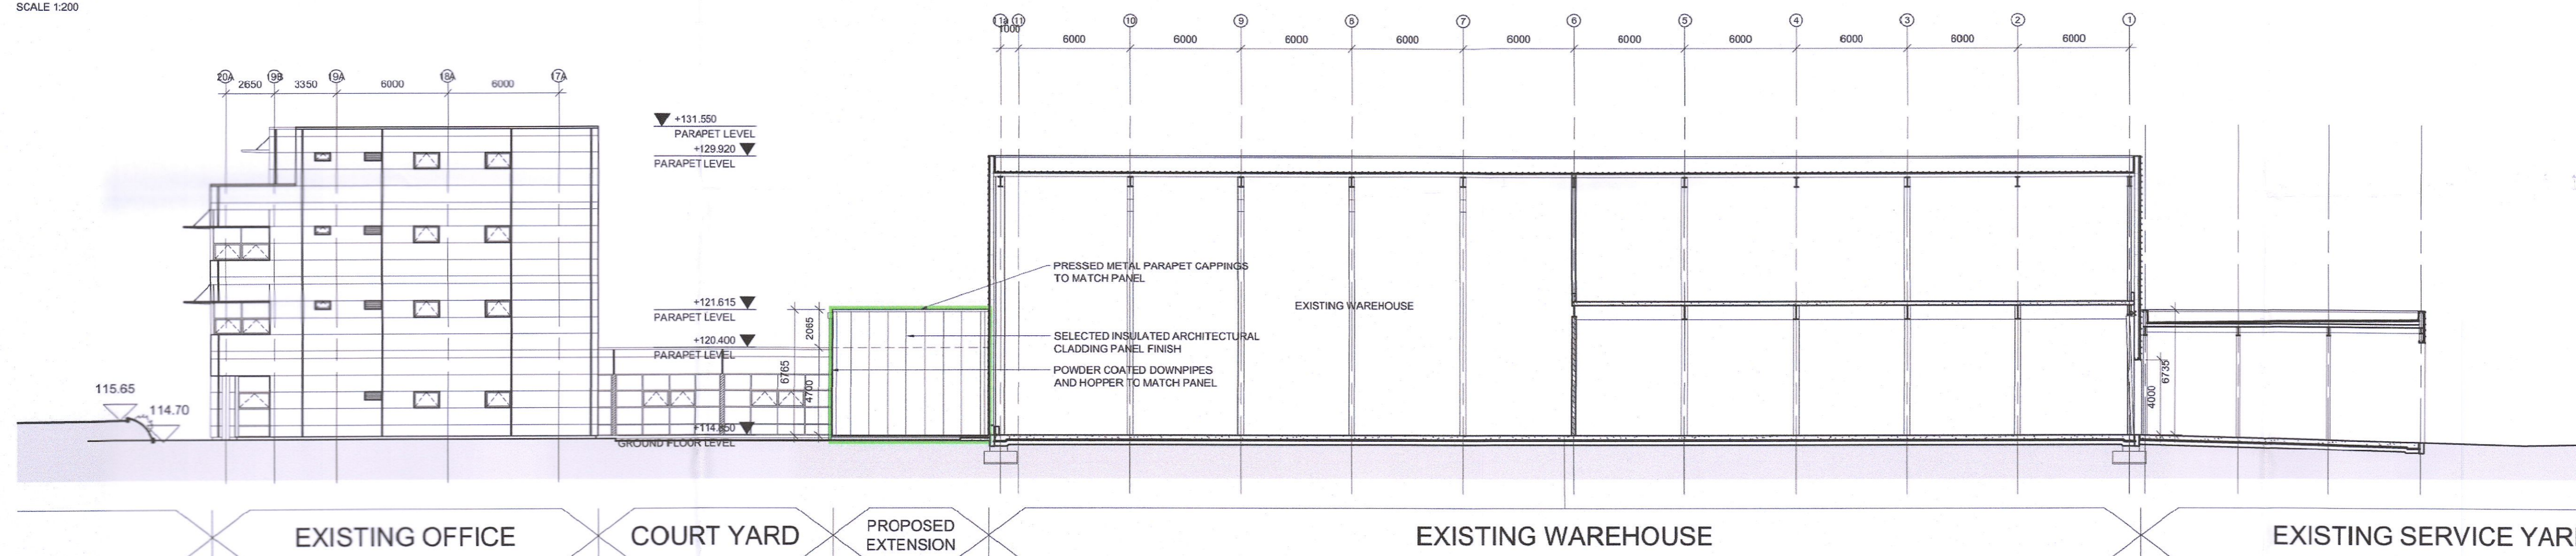 SCALE 1:200
11a 11 10 9 8 7 6 5 4 3 2 1
1000 6000 6000 6000 6000 6000 6000 6000 6000 6000 6000
20A 19B 19A 18A 17A
2650 3350 6000 6000
+131.550
PARAPET LEVEL
+129.920
PARAPET LEVEL
PRESSED METAL PARAPET CAPPINGS
TO MATCH PANEL
+121.615
PARAPET LEVEL
EXISTING WAREHOUSE
2065
SELECTED INSULATED ARCHITECTURAL
CLADDING PANEL FINISH
+120.400
PARAPET LEVEL
POWDER COATED DOWNPIPES
AND HOPPER TO MATCH PANEL
6765
4700
4000
6735
115.65
114.70
+114.850
GROUND FLOOR LEVEL
EXISTING OFFICE
COURT YARD
PROPOSED
EXTENSION
EXISTING WAREHOUSE
EXISTING SERVICE YAR